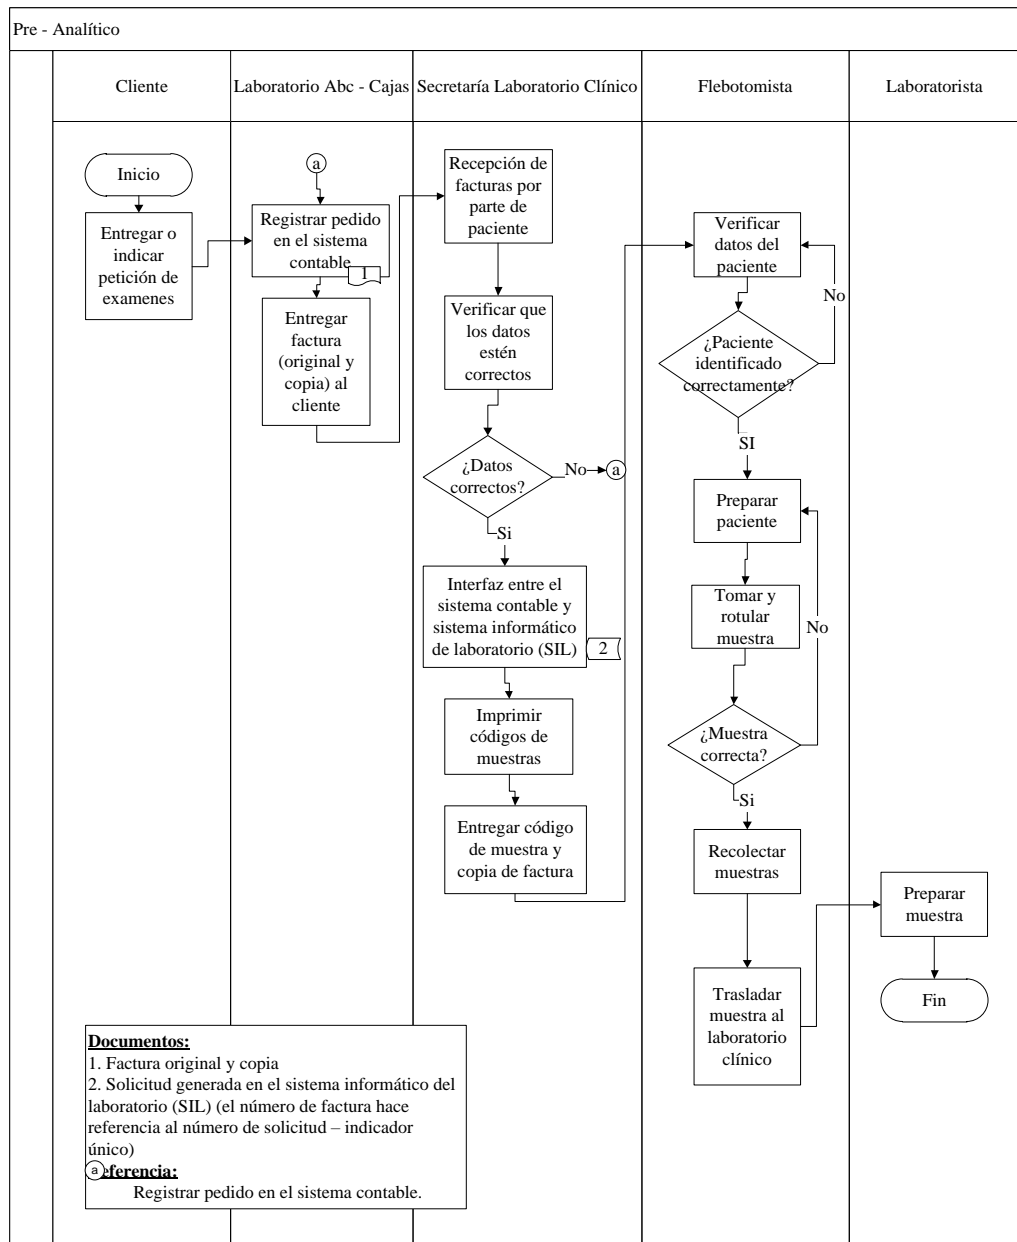 Pre - Analítico
Cliente
Laboratorio Abc - Cajas
Secretaría Laboratorio Clínico
Flebotomista
Laboratorista
Inicio
Entregar o
indicar
petición de
examenes
a
Registrar pedido
en el sistema
contable
1
Entregar
factura
(original y
copia) al
cliente
Recepción de
facturas por
parte de
paciente
Verificar que
los datos
estén
correctos
¿Datos
correctos?
No
a
Si
Interfaz entre el
sistema contable y
sistema informático
de laboratorio (SIL)
2
Imprimir
códigos de
muestras
Entregar código
de muestra y
copia de factura
Verificar
datos del
paciente
No
¿Paciente
identificado
correctamente?
SI
Preparar
paciente
Tomar y
rotular
muestra
No
¿Muestra
correcta?
Si
Recolectar
muestras
Trasladar
muestra al
laboratorio
clínico
Preparar
muestra
Fin
Documentos:
1. Factura original y copia
2. Solicitud generada en el sistema informático del
laboratorio (SIL) (el número de factura hace
referencia al número de solicitud – indicador
único)
a eferencia:
Registrar pedido en el sistema contable.